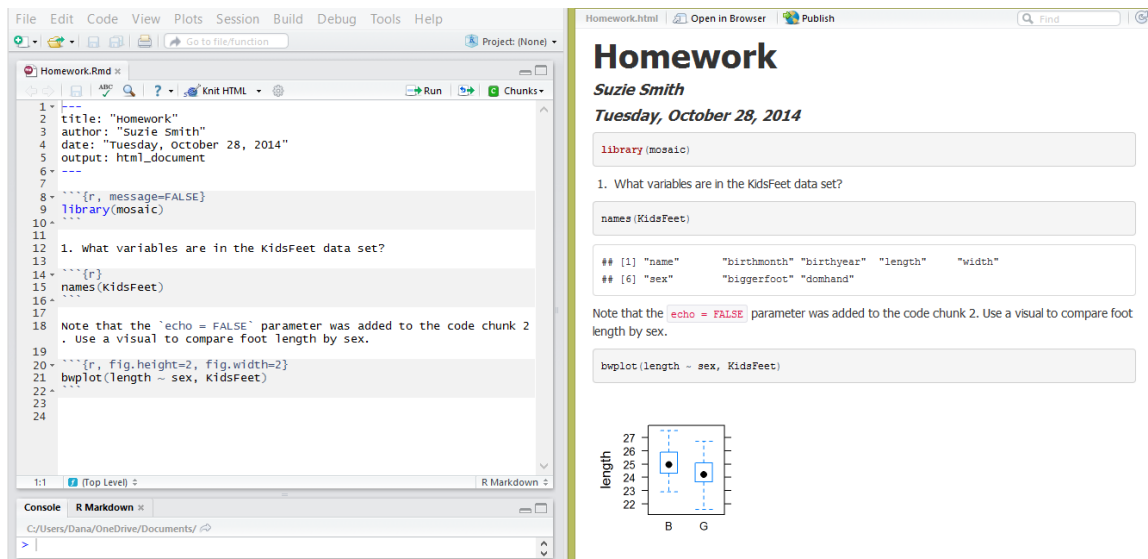 File Edit Code View Plots Session Build Debug Tools Help
Go to file/function
Project: (None)
Homework.Rmd
ABC
? Knit HTML
Run
C Chunks
1 ---
2 title: "Homework"
3 author: "Suzie Smith"
4 date: "Tuesday, October 28, 2014"
5 output: html_document
6 ---
7
8 ```{r, message=FALSE}
9 library(mosaic)
10 ```
11
12 1. What variables are in the KidsFeet data set?
13
14 ```{r}
15 names(KidsFeet)
16 ```
17
18 Note that the `echo = FALSE` parameter was added to the code chunk 2
. Use a visual to compare foot length by sex.
19
20 ```{r, fig.height=2, fig.width=2}
21 bwplot(length ~ sex, KidsFeet)
22 ```
23
24
1:1 (Top Level) R Markdown
Console R Markdown
C:/Users/Dana/OneDrive/Documents/
>
Homework.html Open in Browser Publish Find
Homework
Suzie Smith
Tuesday, October 28, 2014
library(mosaic)
1. What variables are in the KidsFeet data set?
names(KidsFeet)
## [1] "name" "birthmonth" "birthyear" "length" "width"
## [6] "sex" "biggerfoot" "domhand"
Note that the echo = FALSE parameter was added to the code chunk 2. Use a visual to compare foot
length by sex.
bwplot(length ~ sex, KidsFeet)
length
27
26
25
24
23
22
B G